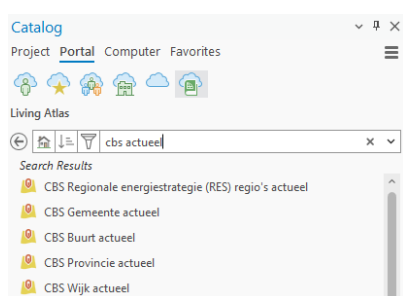 Catalog
Project Portal Computer Favorites
Living Atlas
cbs actueel
Search Results
CBS Regionale energiestrategie (RES) regio's actueel
CBS Gemeente actueel
CBS Buurt actueel
CBS Provincie actueel
CBS Wijk actueel